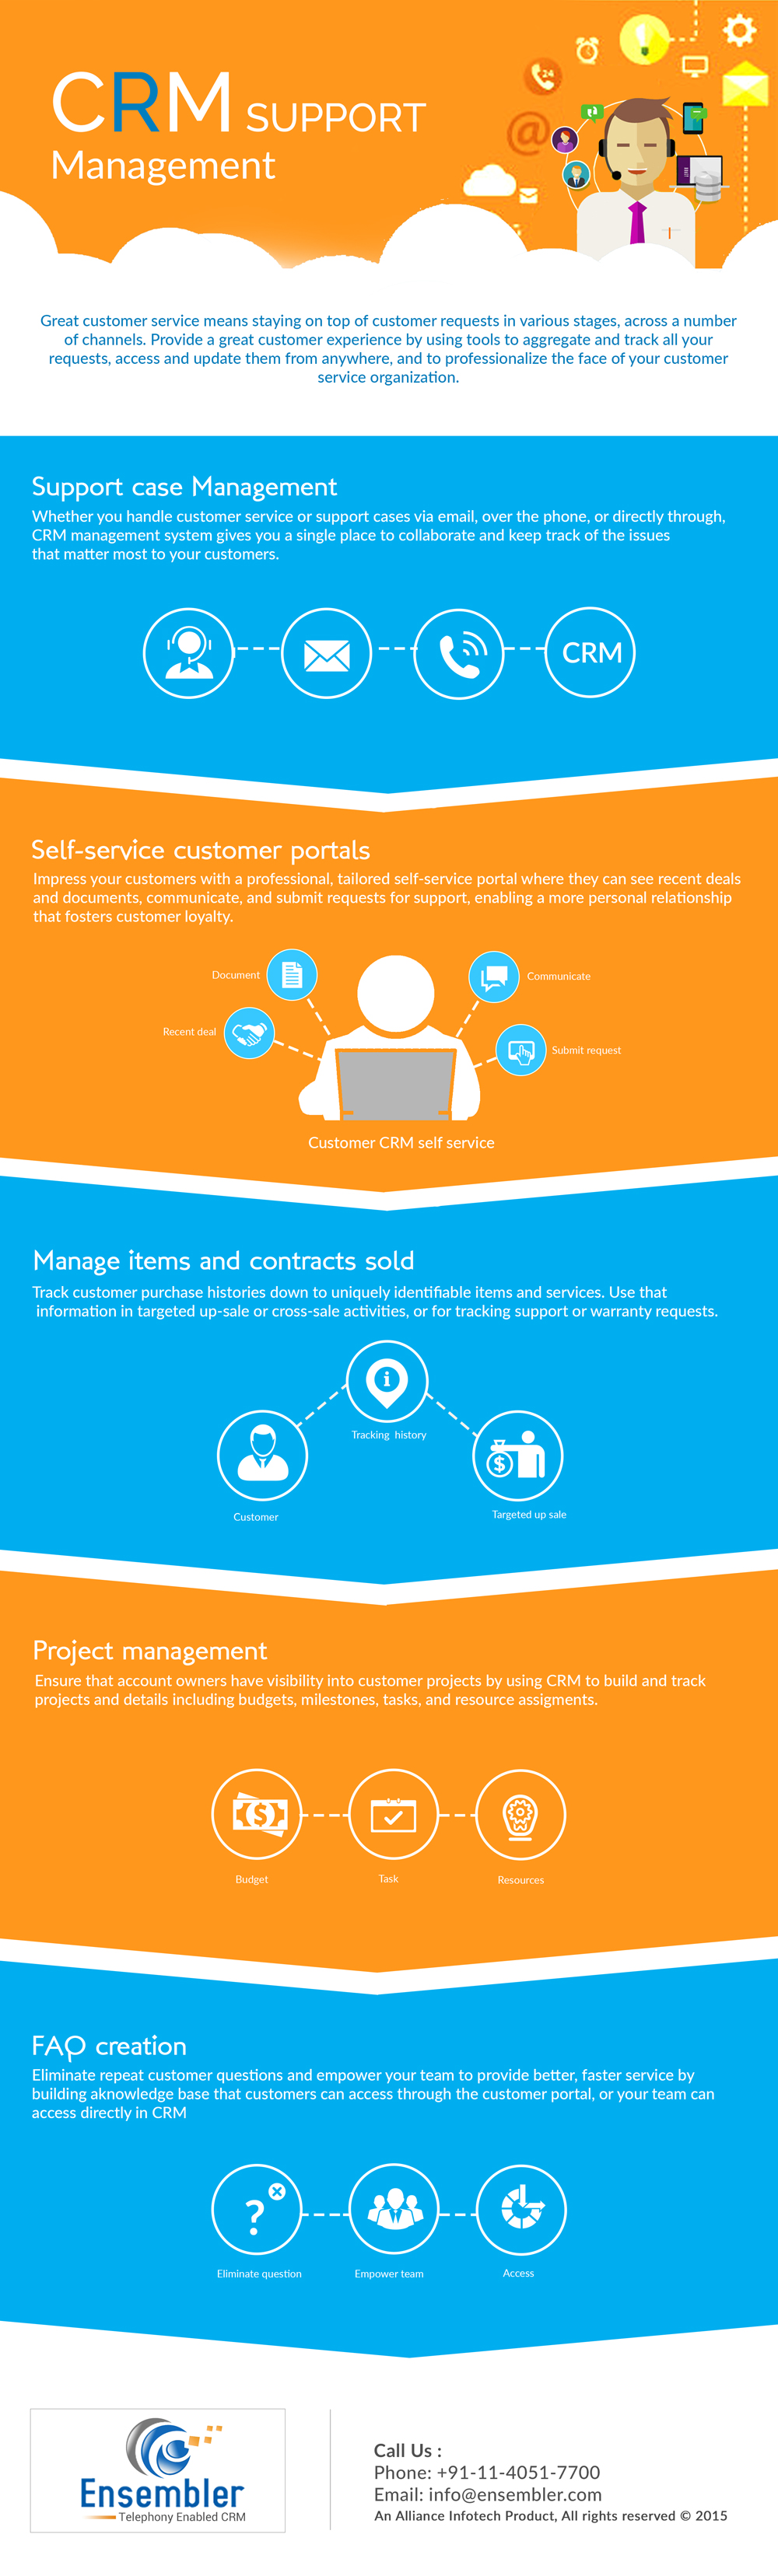 CRM SUPPORT
Management
24
@
Great customer service means staying on top of customer requests in various stages, across a number
of channels. Provide a great customer experience by using tools to aggregate and track all your
requests, access and update them from anywhere, and to professionalize the face of your customer
service organization.
Support case Management
Whether you handle customer service or support cases via email, over the phone, or directly through,
CRM management system gives you a single place to collaborate and keep track of the issues
that matter most to your customers.
CRM
Self-service customer portals
Impress your customers with a professional, tailored self-service portal where they can see recent deals
and documents, communicate, and submit requests for support, enabling a more personal relationship
that fosters customer loyalty.
Document
Communicate
Recent deal
Submit request
Customer CRM self service
Manage items and contracts sold
Track customer purchase histories down to uniquely identifiable items and services. Use that
information in targeted up-sale or cross-sale activities, or for tracking support or warranty requests.
i
Tracking history
$
Customer
Targeted up sale
Project management
Ensure that account owners have visibility into customer projects by using CRM to build and track
projects and details including budgets, milestones, tasks, and resource assigments.
$
Budget
Task
Resources
FAQ creation
Eliminate repeat customer questions and empower your team to provide better, faster service by
building aknowledge base that customers can access through the customer portal, or your team can
access directly in CRM
?
Eliminate question
Empower team
Access
Ensembler
Telephony Enabled CRM
Call Us :
Phone: +91-11-4051-7700
Email: info@ensembler.com
An Alliance Infotech Product, All rights reserved © 2015